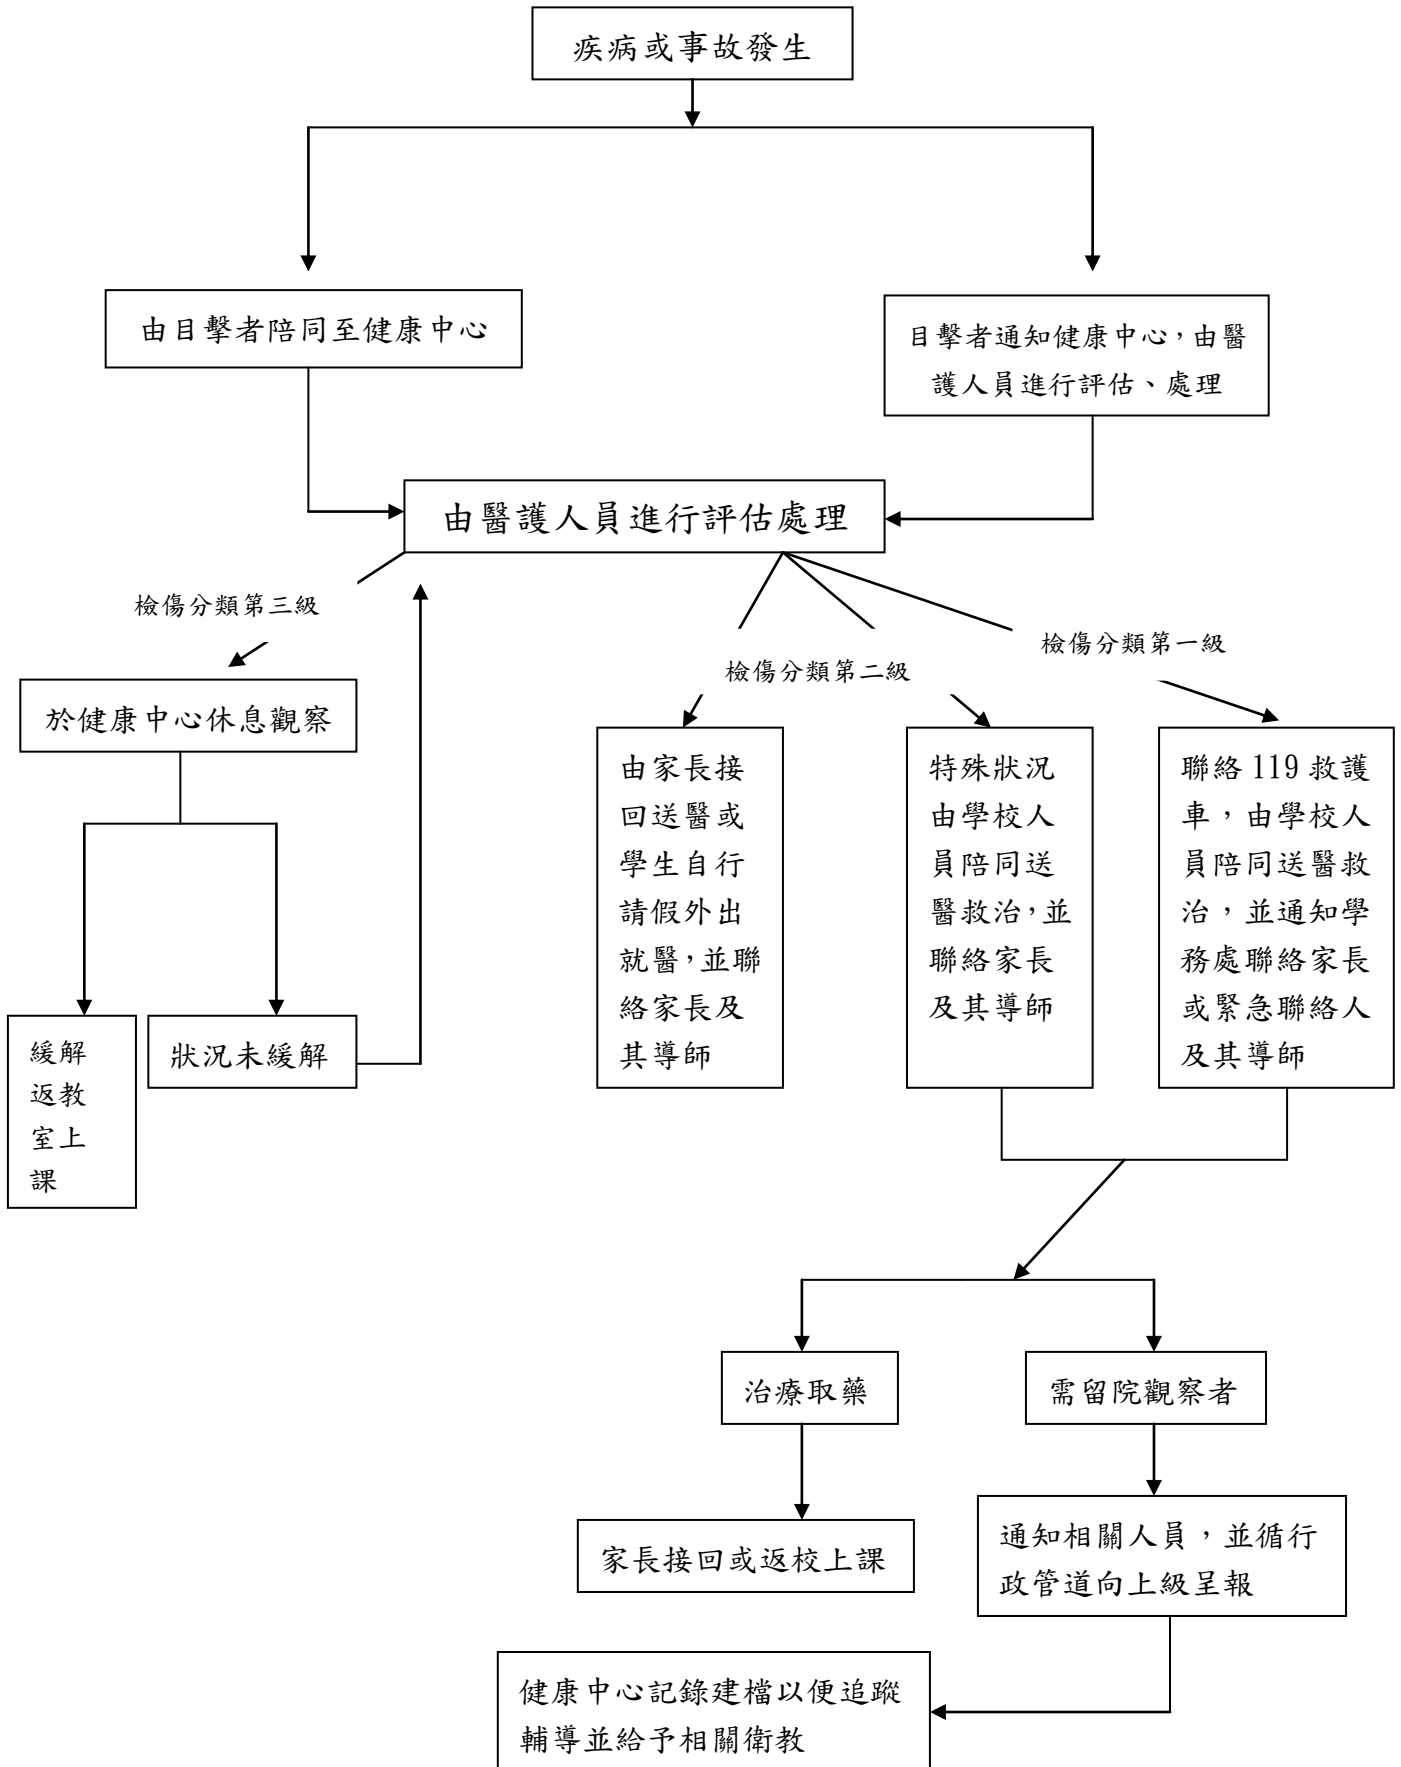 疾病或事故發生
由目擊者陪同至健康中心
目擊者通知健康中心，由醫
護人員進行評估、處理
由醫護人員進行評估處理
檢傷分類第三級
檢傷分類第二級
檢傷分類第一級
於健康中心休息觀察
由家長接
回送醫或
學生自行
請假外出
就醫，並聯
絡家長及
其導師
特殊狀況
由學校人
員陪同送
醫救治，並
聯絡家長
及其導師
聯絡 119 救護
車，由學校人
員陪同送醫救
治，並通知學
務處聯絡家長
或緊急聯絡人
及其導師
緩解
返教
室上
課
狀況未緩解
治療取藥
需留院觀察者
家長接回或返校上課
通知相關人員，並循行
政管道向上級呈報
健康中心記錄建檔以便追蹤
輔導並給予相關衛教